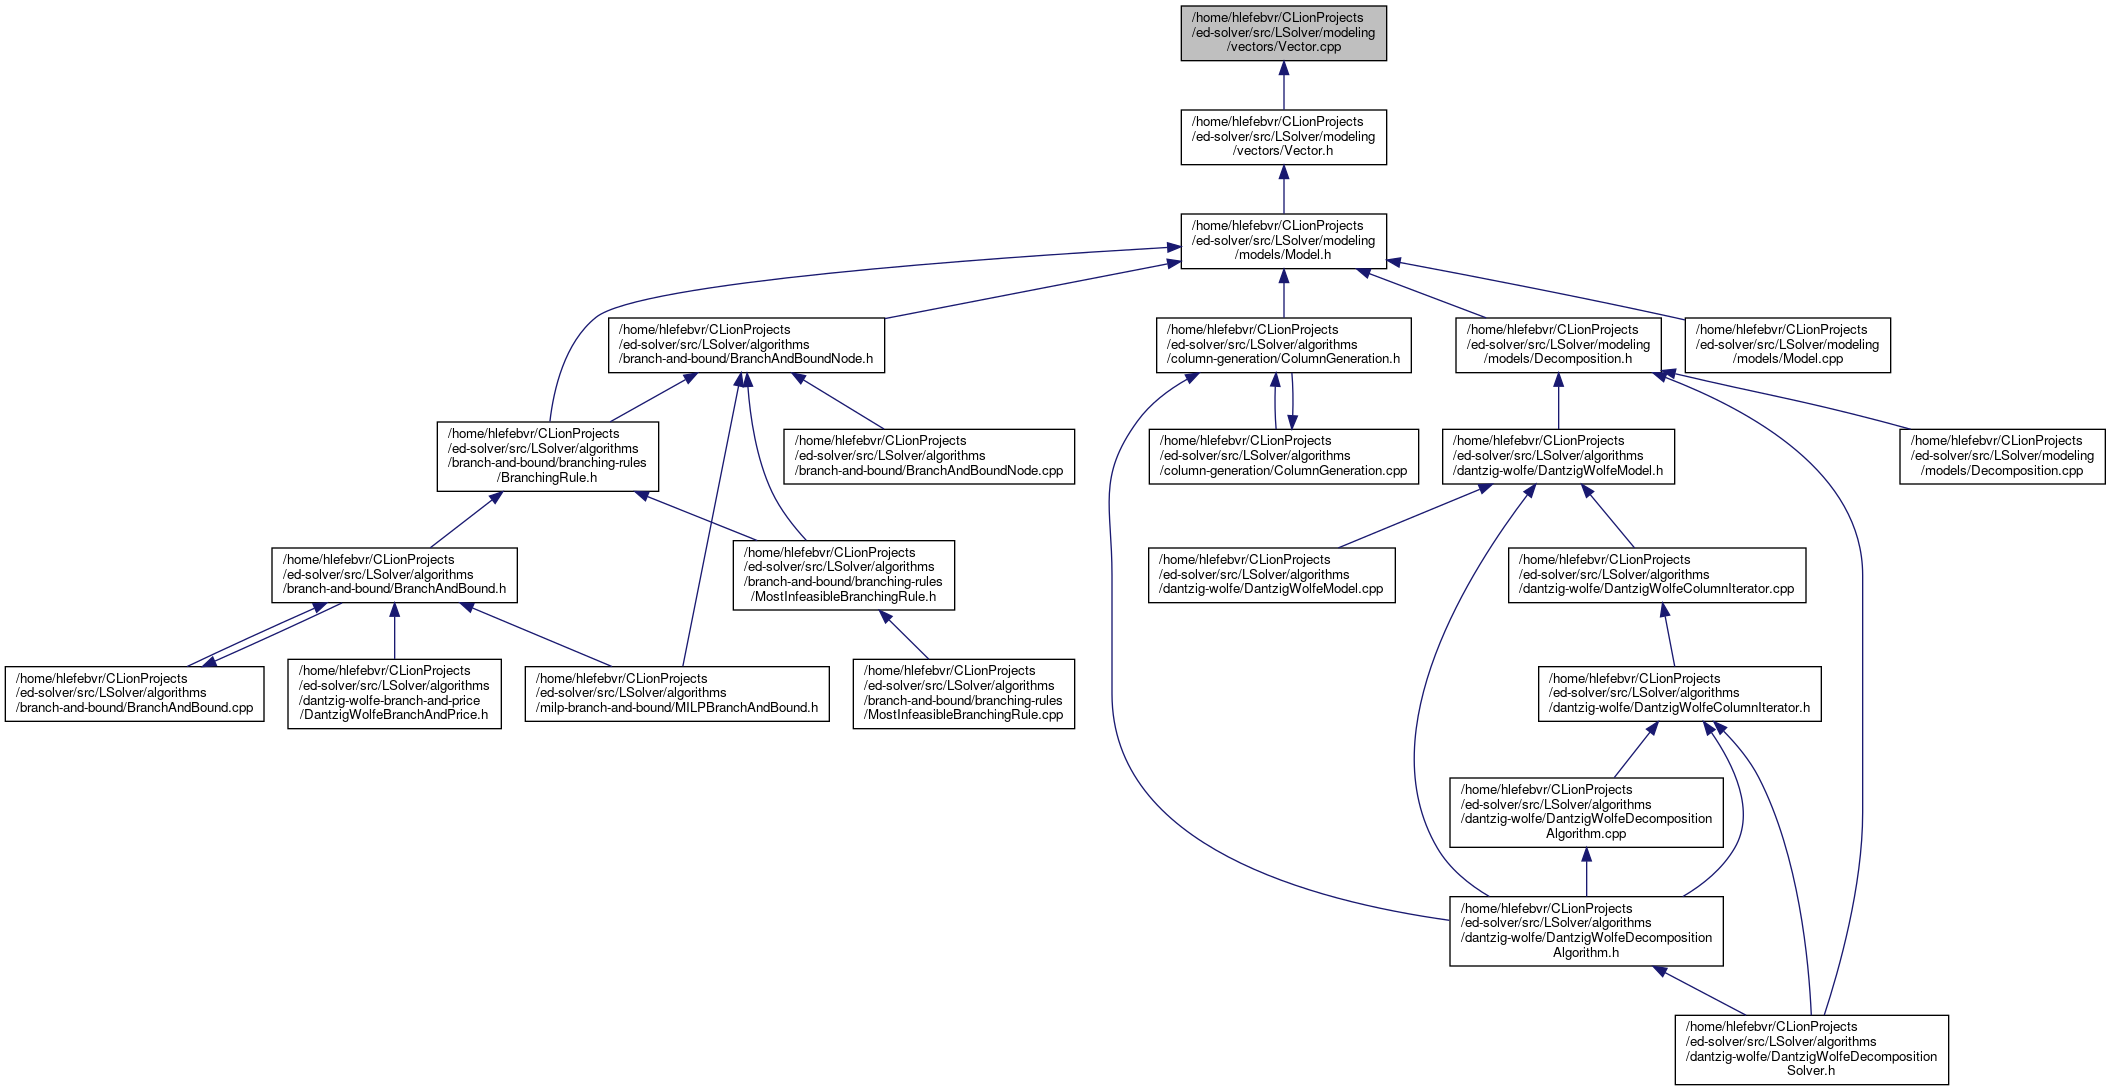 /home/hlefebvr/CLionProjects
/ed-solver/src/LSolver/modeling
/vectors/Vector.cpp
/home/hlefebvr/CLionProjects
/ed-solver/src/LSolver/modeling
/vectors/Vector.h
/home/hlefebvr/CLionProjects
/ed-solver/src/LSolver/modeling
/models/Model.h
/home/hlefebvr/CLionProjects
/ed-solver/src/LSolver/algorithms
/branch-and-bound/BranchAndBoundNode.h
/home/hlefebvr/CLionProjects
/ed-solver/src/LSolver/algorithms
/column-generation/ColumnGeneration.h
/home/hlefebvr/CLionProjects
/ed-solver/src/LSolver/modeling
/models/Decomposition.h
/home/hlefebvr/CLionProjects
/ed-solver/src/LSolver/modeling
/models/Model.cpp
/home/hlefebvr/CLionProjects
/ed-solver/src/LSolver/algorithms
/branch-and-bound/branching-rules
/BranchingRule.h
/home/hlefebvr/CLionProjects
/ed-solver/src/LSolver/algorithms
/branch-and-bound/BranchAndBoundNode.cpp
/home/hlefebvr/CLionProjects
/ed-solver/src/LSolver/algorithms
/column-generation/ColumnGeneration.cpp
/home/hlefebvr/CLionProjects
/ed-solver/src/LSolver/algorithms
/dantzig-wolfe/DantzigWolfeModel.h
/home/hlefebvr/CLionProjects
/ed-solver/src/LSolver/modeling
/models/Decomposition.cpp
/home/hlefebvr/CLionProjects
/ed-solver/src/LSolver/algorithms
/branch-and-bound/BranchAndBound.h
/home/hlefebvr/CLionProjects
/ed-solver/src/LSolver/algorithms
/branch-and-bound/branching-rules
/MostInfeasibleBranchingRule.h
/home/hlefebvr/CLionProjects
/ed-solver/src/LSolver/algorithms
/dantzig-wolfe/DantzigWolfeModel.cpp
/home/hlefebvr/CLionProjects
/ed-solver/src/LSolver/algorithms
/dantzig-wolfe/DantzigWolfeColumnIterator.cpp
/home/hlefebvr/CLionProjects
/ed-solver/src/LSolver/algorithms
/branch-and-bound/BranchAndBound.cpp
/home/hlefebvr/CLionProjects
/ed-solver/src/LSolver/algorithms
/dantzig-wolfe-branch-and-price
/DantzigWolfeBranchAndPrice.h
/home/hlefebvr/CLionProjects
/ed-solver/src/LSolver/algorithms
/milp-branch-and-bound/MILPBranchAndBound.h
/home/hlefebvr/CLionProjects
/ed-solver/src/LSolver/algorithms
/branch-and-bound/branching-rules
/MostInfeasibleBranchingRule.cpp
/home/hlefebvr/CLionProjects
/ed-solver/src/LSolver/algorithms
/dantzig-wolfe/DantzigWolfeColumnIterator.h
/home/hlefebvr/CLionProjects
/ed-solver/src/LSolver/algorithms
/dantzig-wolfe/DantzigWolfeDecomposition
Algorithm.cpp
/home/hlefebvr/CLionProjects
/ed-solver/src/LSolver/algorithms
/dantzig-wolfe/DantzigWolfeDecomposition
Algorithm.h
/home/hlefebvr/CLionProjects
/ed-solver/src/LSolver/algorithms
/dantzig-wolfe/DantzigWolfeDecomposition
Solver.h